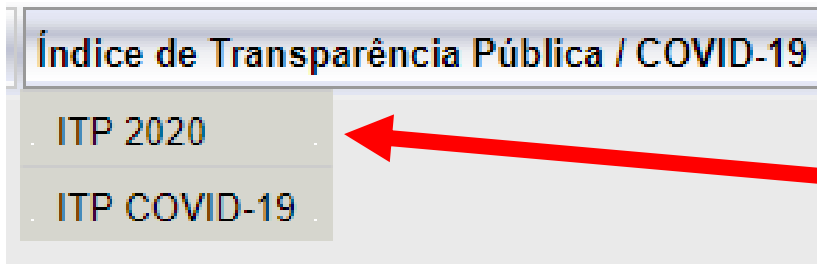 Índice de Transparência Pública / COVID-19
ITP 2020
ITP COVID-19